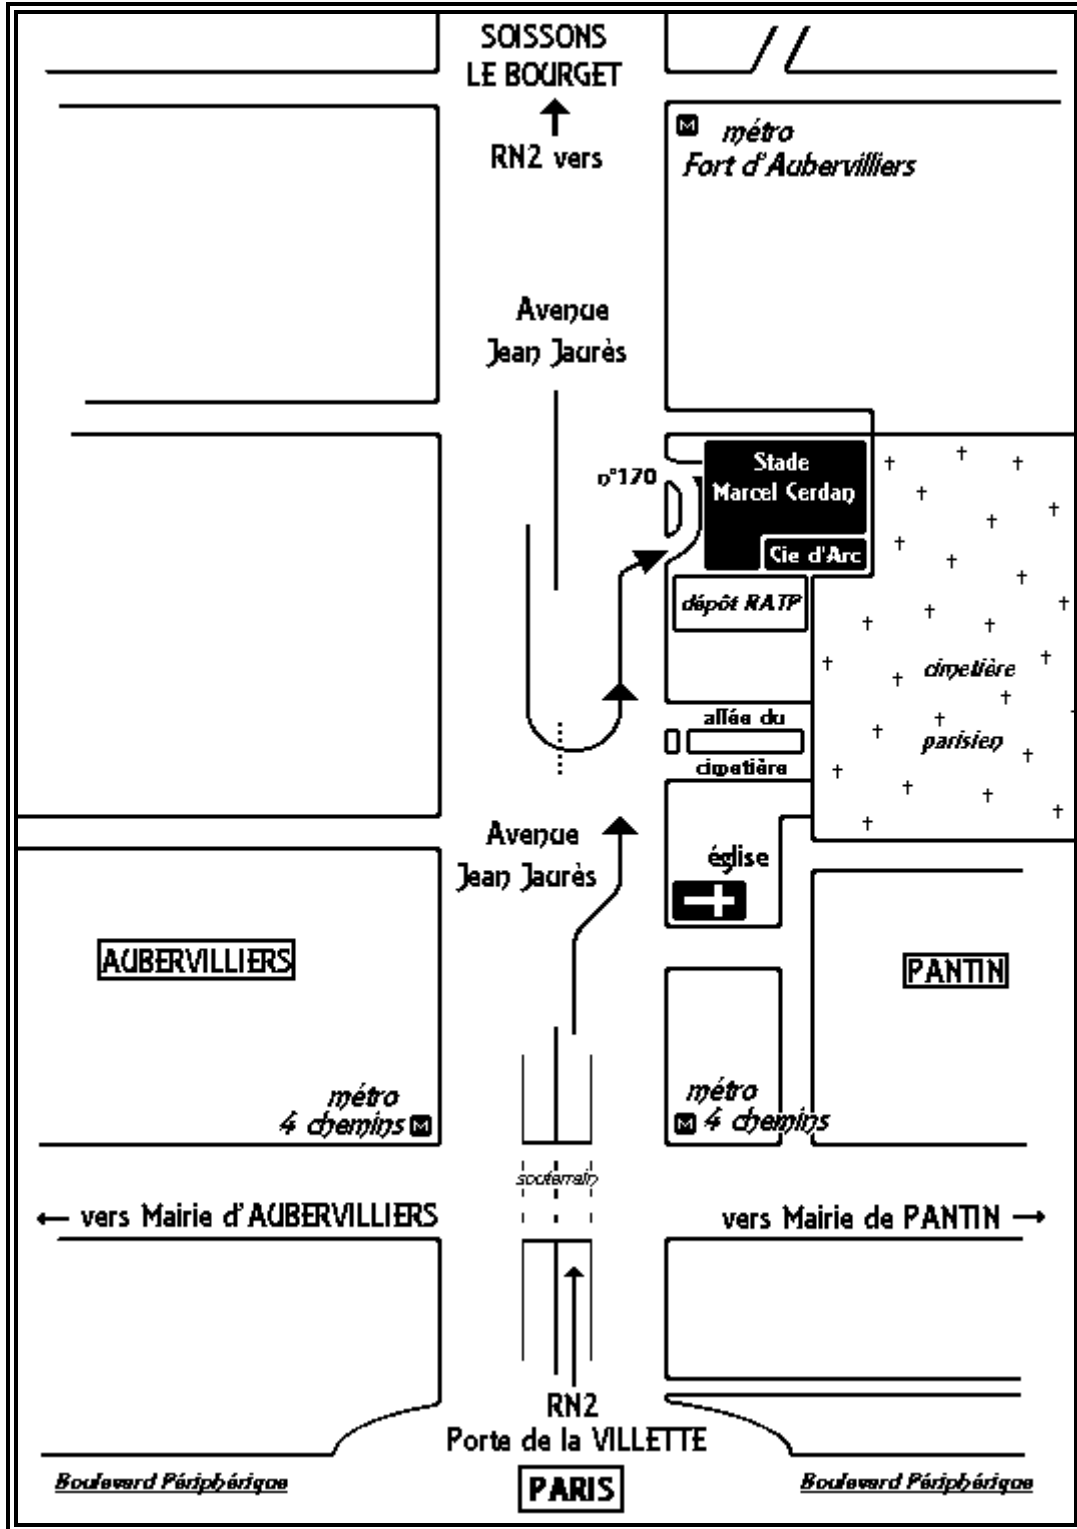 SOISSONS
LE BOURGET
RN2 vers
M métro
Fort d'Aubervilliers
Avenue
Jean Jaurès
n°170
Stade
Marcel Cerdan
Cie d'Arc
dépôt RATP
cimetière
parisien
allée du
cimetière
Avenue
Jean Jaurès
église
AUBERVILLIERS
PANTIN
métro
4 chemins M
métro
M 4 chemins
souterrain
← vers Mairie d'AUBERVILLIERS
vers Mairie de PANTIN →
RN2
Porte de la VILLETTE
Boulevard Périphérique
PARIS
Boulevard Périphérique